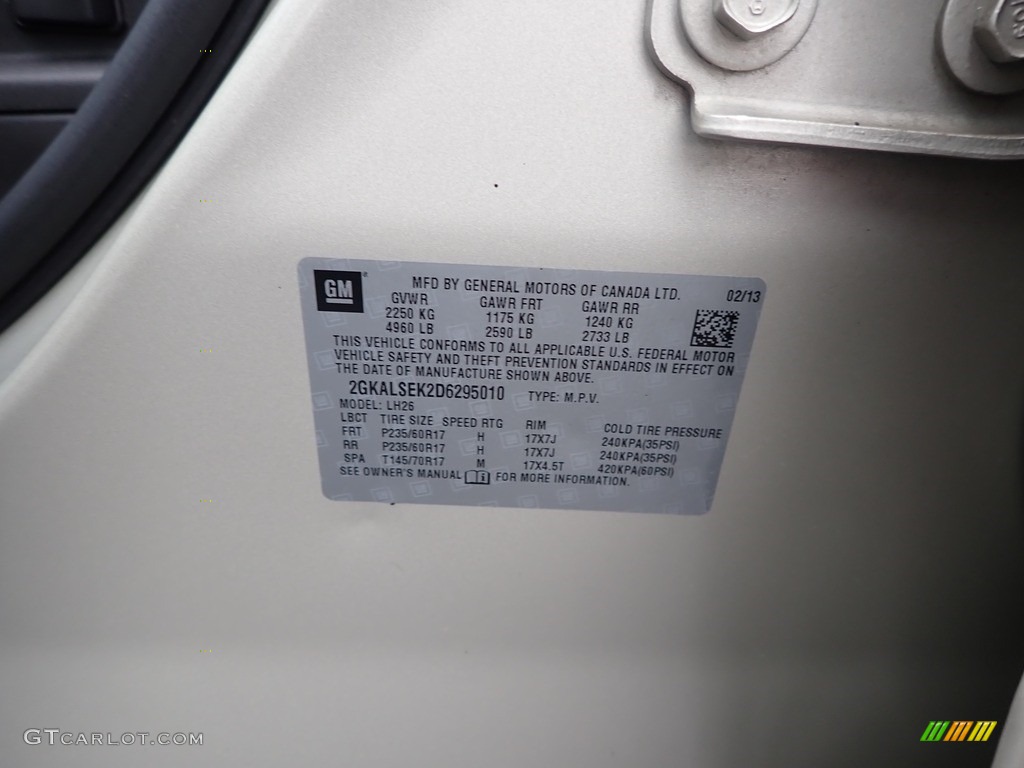 GM
MFD BY GENERAL MOTORS OF CANADA LTD. 02/13
GVWR GAWR FRT GAWR RR
2250 KG 1175 KG 1240 KG
4960 LB 2590 LB 2733 LB
THIS VEHICLE CONFORMS TO ALL APPLICABLE U.S. FEDERAL MOTOR
VEHICLE SAFETY AND THEFT PREVENTION STANDARDS IN EFFECT ON
THE DATE OF MANUFACTURE SHOWN ABOVE.
2GKALSEK2D6295010 TYPE: M.P.V.
MODEL: LH26
LBCT TIRE SIZE SPEED RTG RIM COLD TIRE PRESSURE
FRT P235/60R17 H 17X7J 240KPA(35PSI)
RR P235/60R17 H 17X7J 240KPA(35PSI)
SPA T145/70R17 M 17X4.5T 420KPA(60PSI)
SEE OWNER'S MANUAL FOR MORE INFORMATION.
GTCARLOT.COM